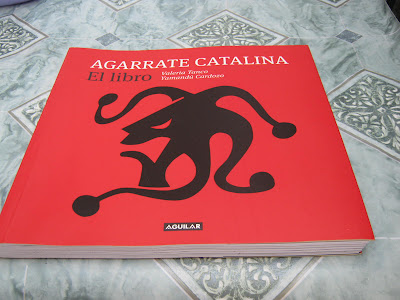 AGARRATE CATALINA
El libro
Valeria Tanco
Yamandú Cardozo
AGUILAR